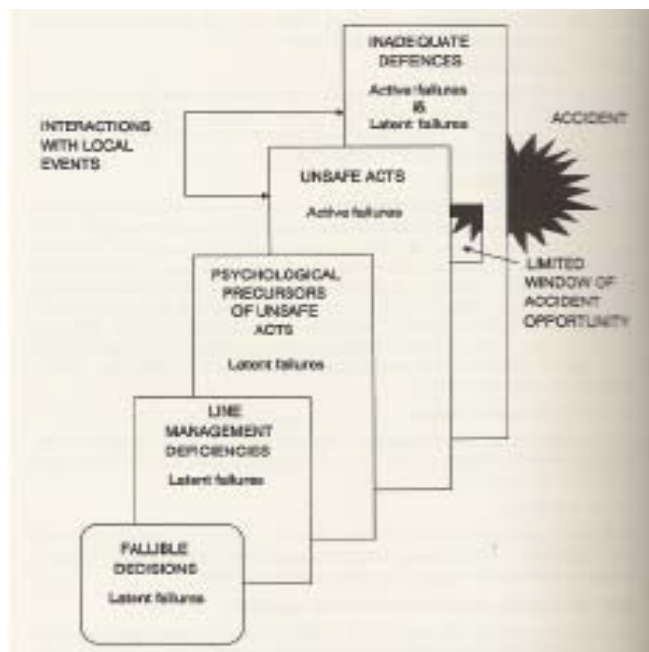 INADEQUATE
DEFENCES
Active failures
&
Latent failures
INTERACTIONS
WITH LOCAL
EVENTS
ACCIDENT
UNSAFE ACTS
Active failures
LIMITED
WINDOW OF
ACCIDENT
OPPORTUNITY
PSYCHOLOGICAL
PRECURSORS
OF UNSAFE
ACTS
Latent failures
LINE
MANAGEMENT
DEFICIENCIES
Latent failures
FALLIBLE
DECISIONS
Latent failures